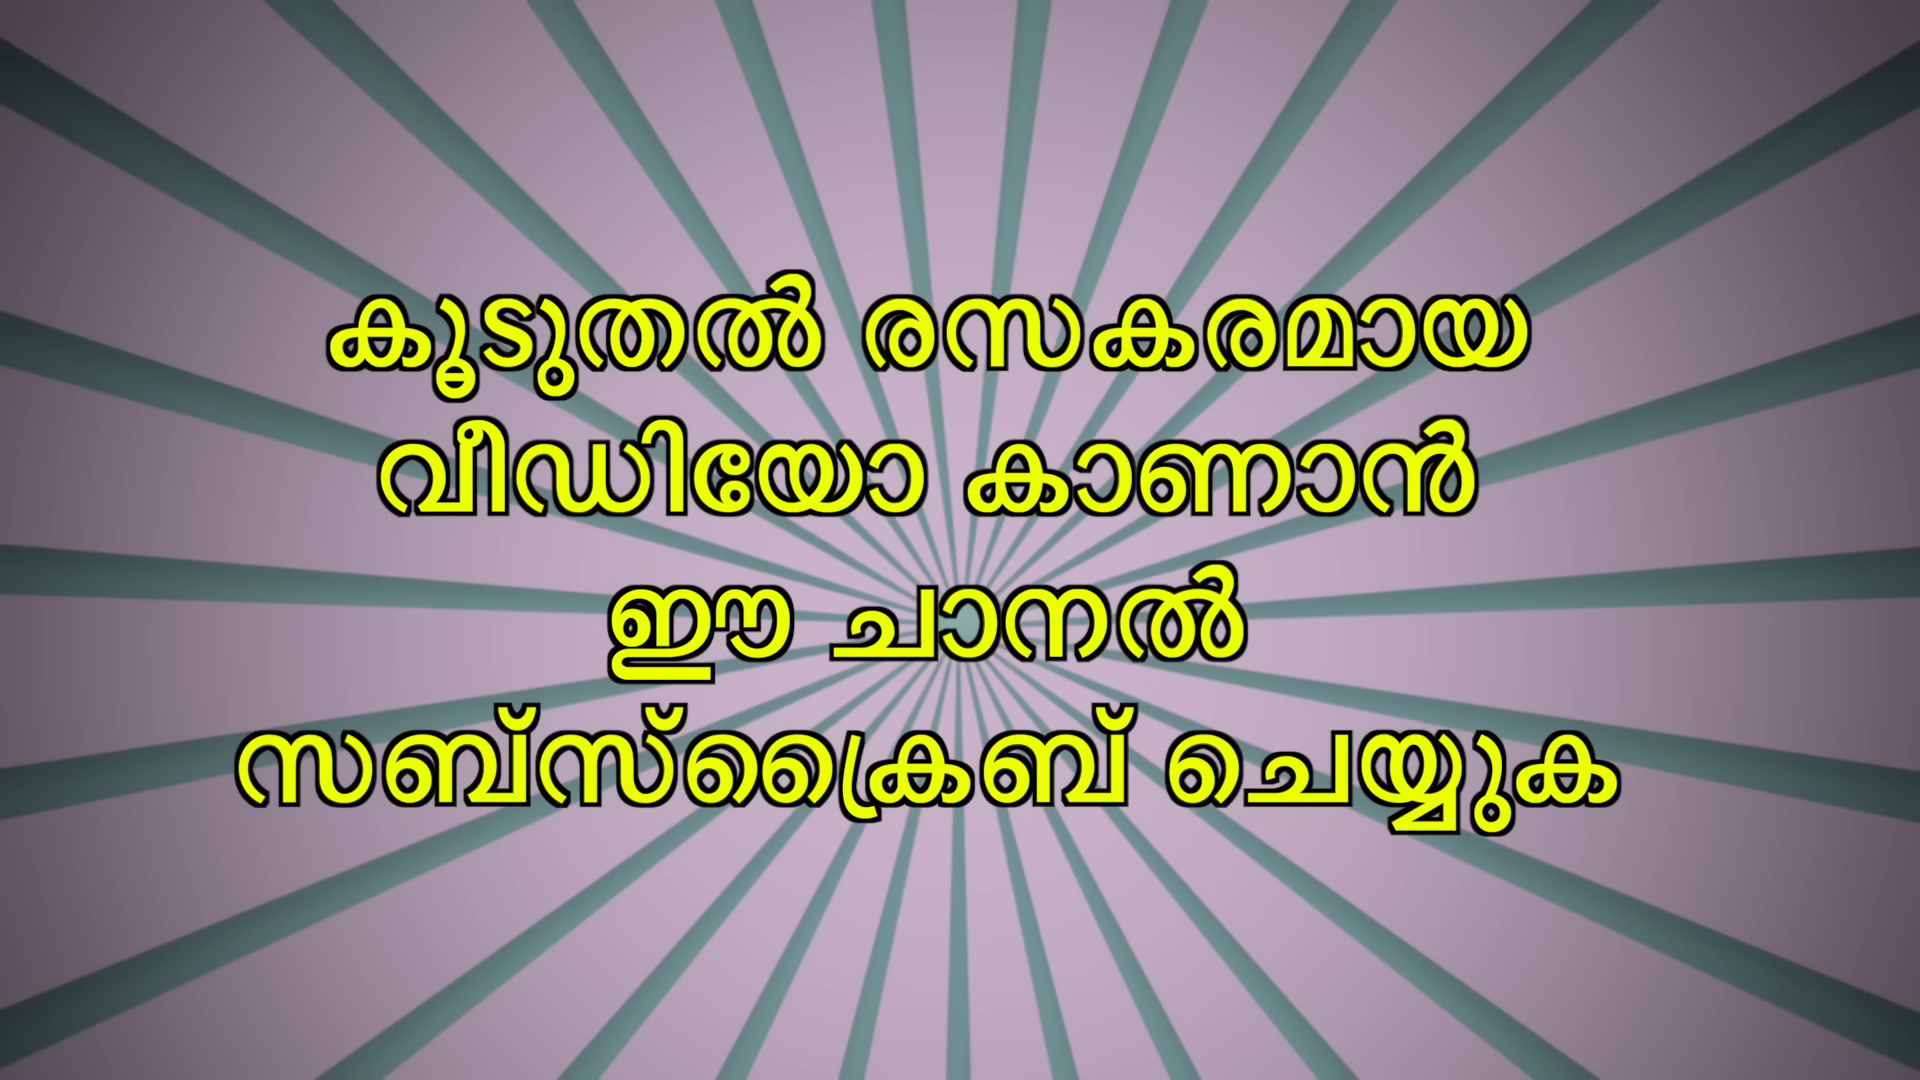 കൂടുതൽ രസകരമായ
വീഡിയോ കാണാൻ
ഈ ചാനൽ
സബ്സ്ക്രൈബ് ചെയ്യുക